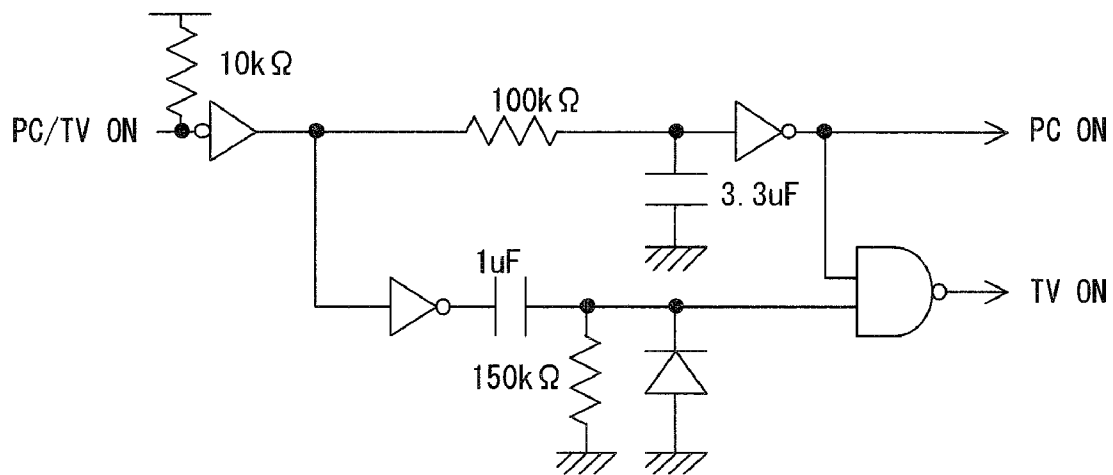 10kΩ
PC/TV ON
100kΩ
PC ON
3.3uF
1uF
TV ON
150kΩ